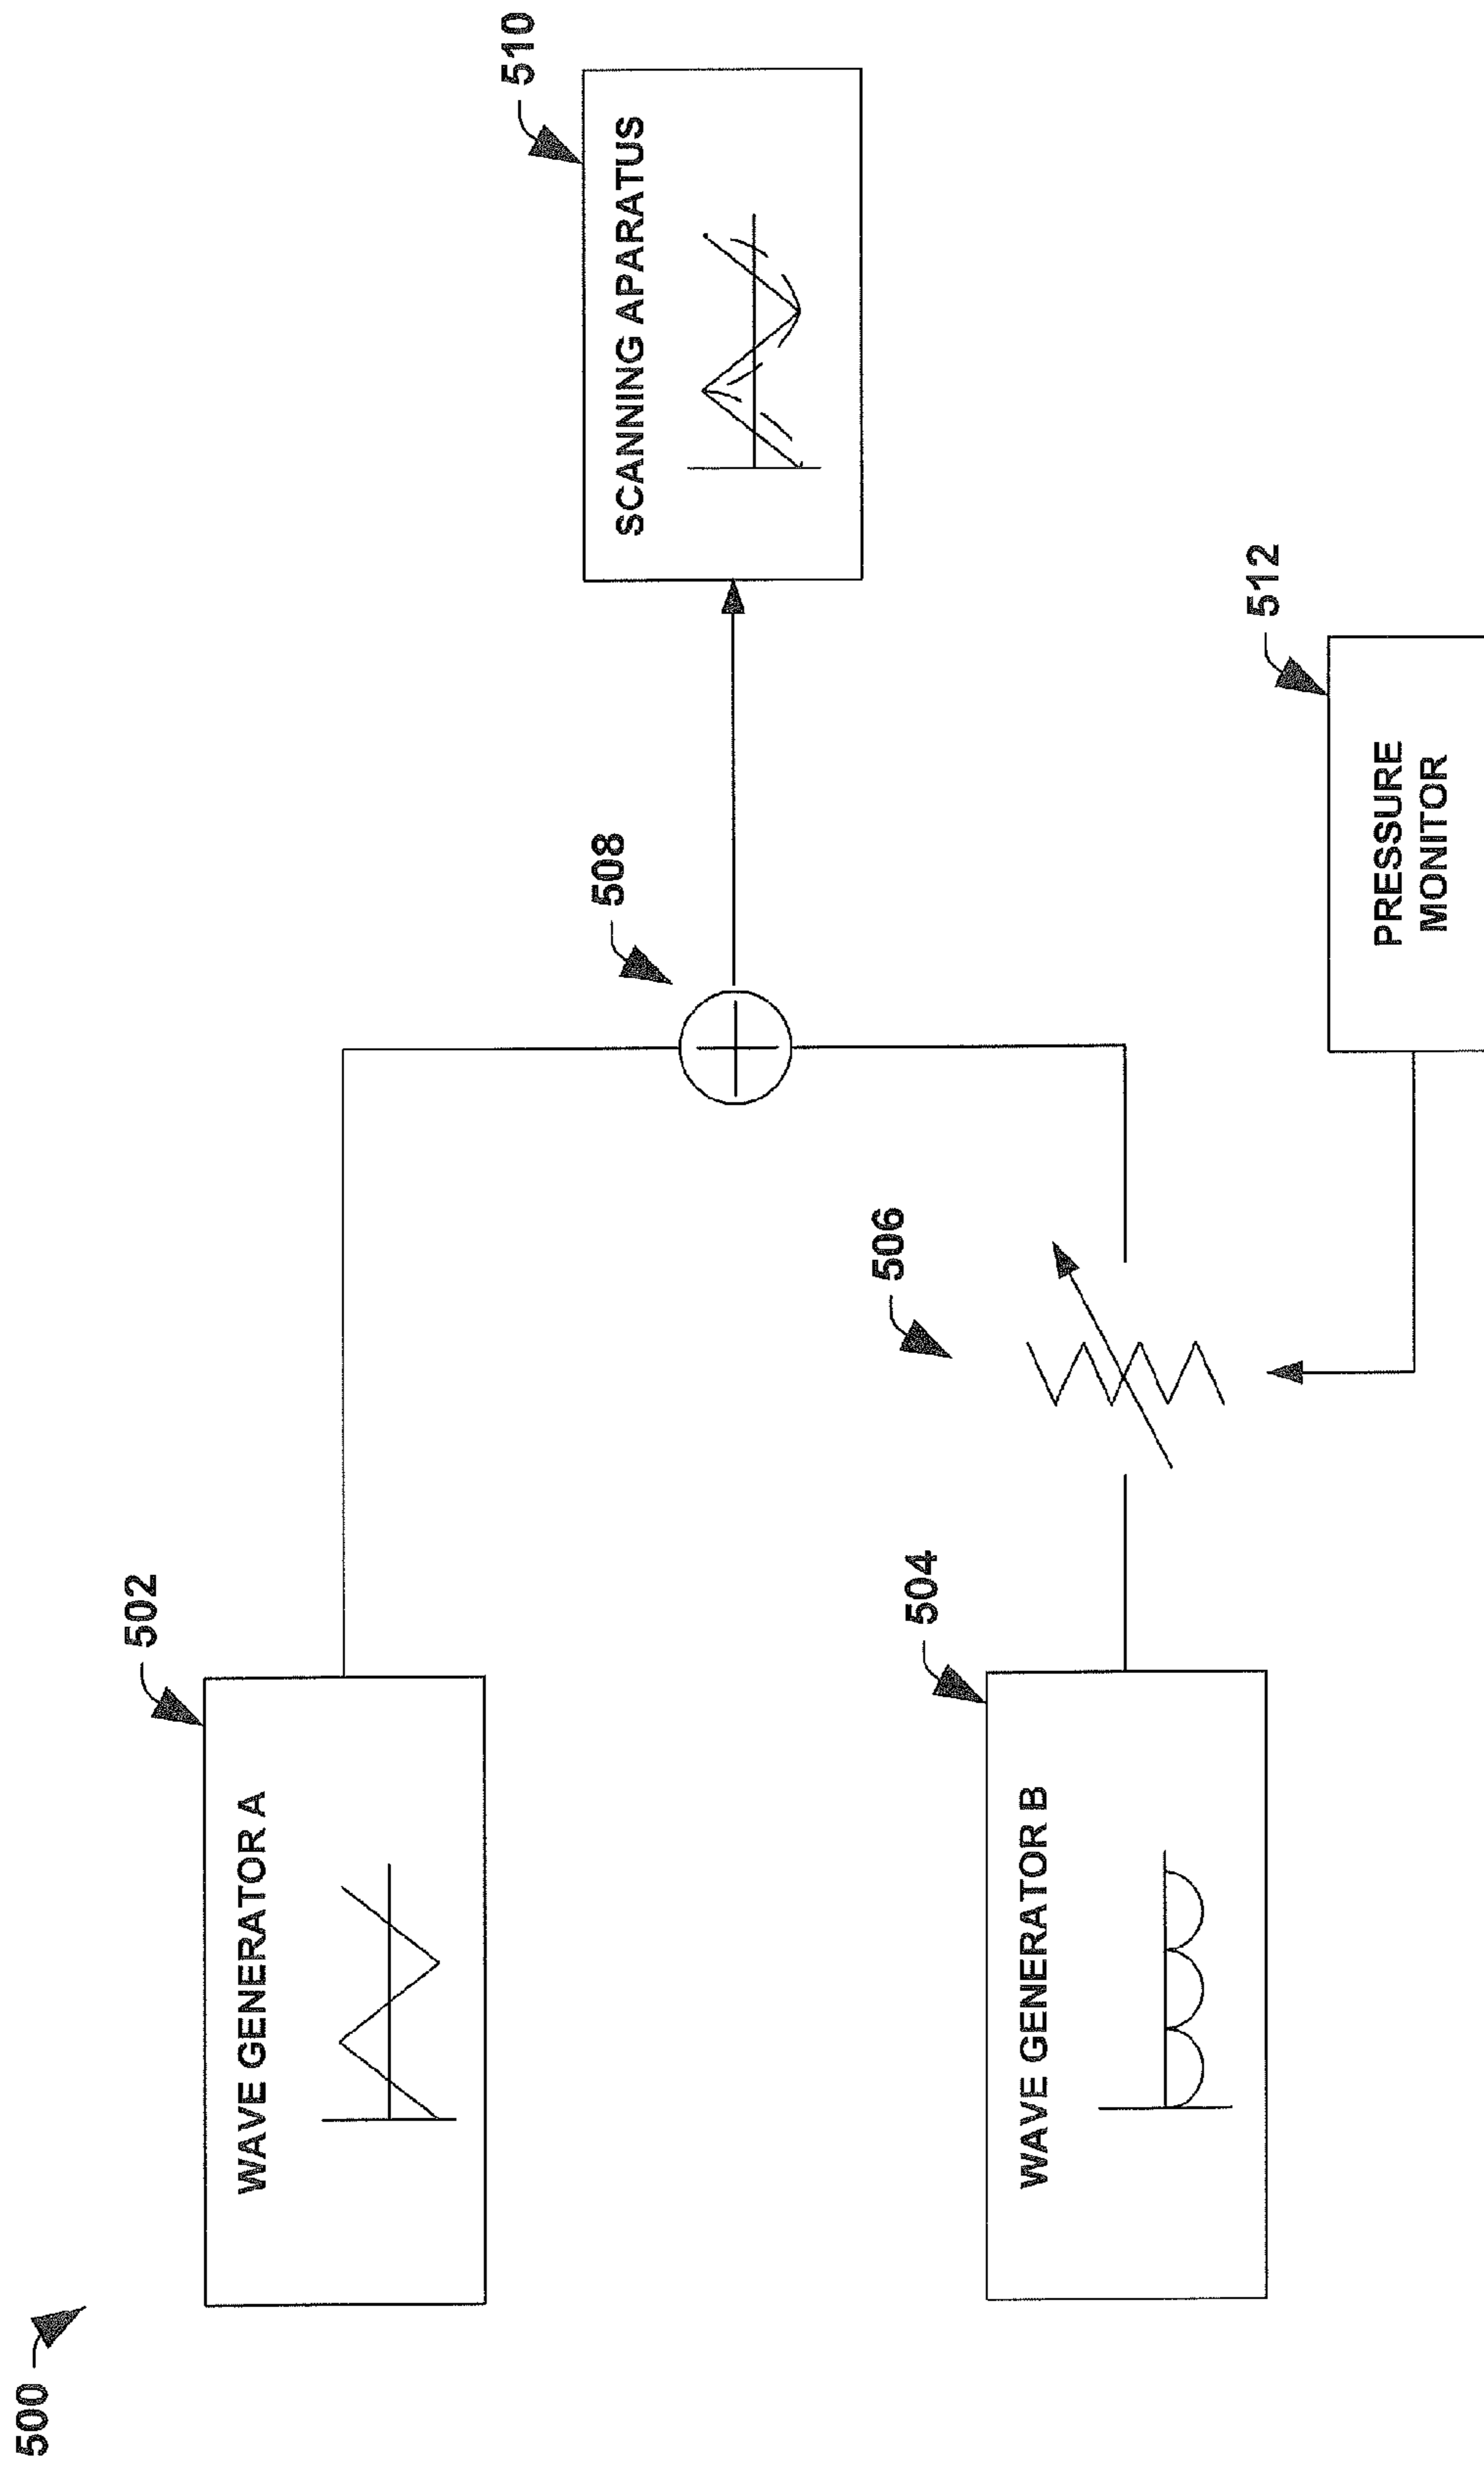 500
502
WAVE GENERATOR A
504
WAVE GENERATOR B
506
508
510
SCANNING APARATUS
512
PRESSURE
MONITOR